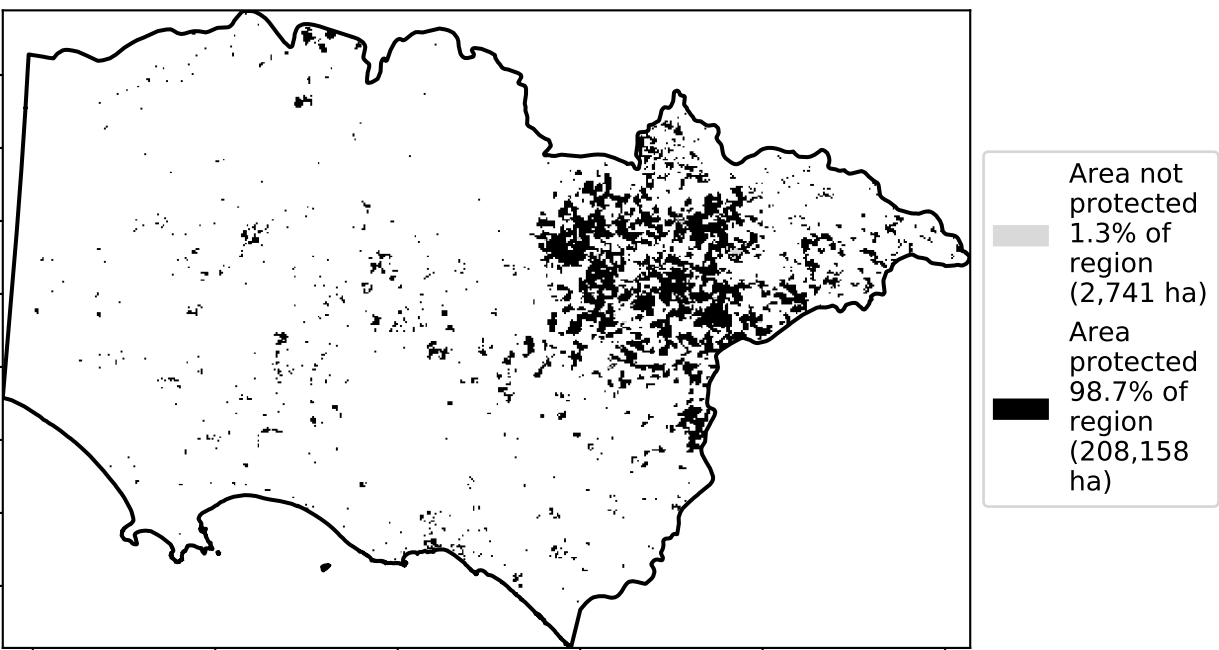 Area not
protected
1.3% of
region
(2,741 ha)
Area
protected
98.7% of
region
(208,158
ha)